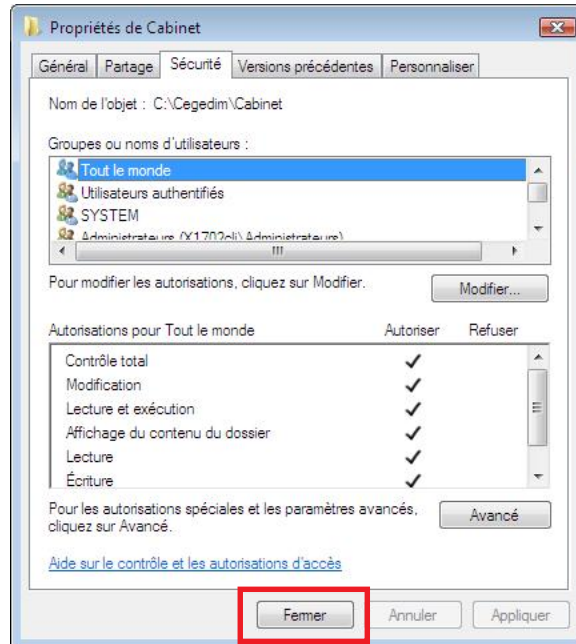 Propriétés de Cabinet
Général Partage Sécurité Versions précédentes Personnaliser
Nom de l'objet : C:\Cegedim\Cabinet
Groupes ou noms d'utilisateurs :
Tout le monde
Utilisateurs authentifiés
SYSTEM
Administrateurs (X1702cli\Administrateurs)
Pour modifier les autorisations, cliquez sur Modifier.
Modifier...
Autorisations pour Tout le monde Autoriser Refuser
Contrôle total
Modification
Lecture et exécution
Affichage du contenu du dossier
Lecture
Écriture
Pour les autorisations spéciales et les paramètres avancés,
cliquez sur Avancé.
Avancé
Aide sur le contrôle et les autorisations d'accès
Fermer Annuler Appliquer